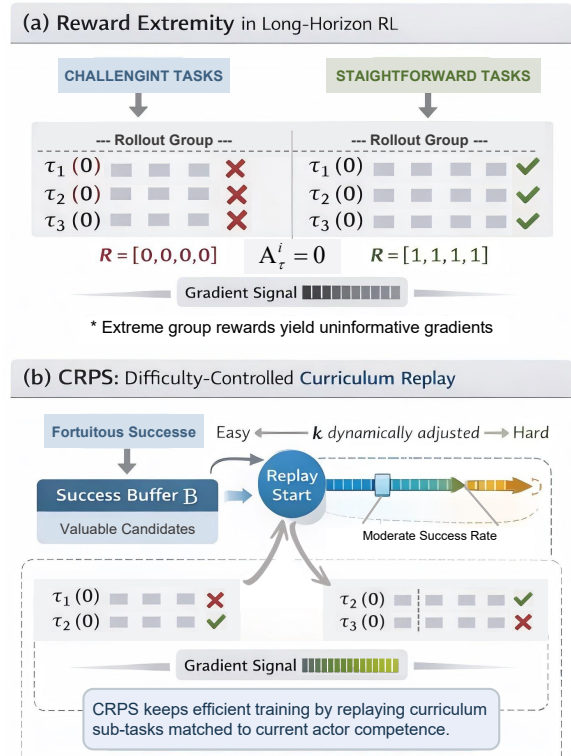 (a) Reward Extremity in Long-Horizon RL
CHALLENGINT TASKS
STAIGHTFORWARD TASKS
--- Rollout Group ---
--- Rollout Group ---
τ₁ (0)
τ₂ (0)
τ₃ (0)
τ₁ (0)
τ₂ (0)
τ₃ (0)
R = [0,0,0,0]
Aⁱτ = 0
R = [1,1,1,1]
Gradient Signal
* Extreme group rewards yield uninformative gradients
(b) CRPS: Difficulty-Controlled Curriculum Replay
Fortuitous Successe
Easy
k dynamically adjusted
Hard
Success Buffer B
Valuable Candidates
Replay
Start
Moderate Success Rate
τ₁ (0)
τ₂ (0)
τ₂ (0)
τ₃ (0)
Gradient Signal
CRPS keeps efficient training by replaying curriculum
sub-tasks matched to current actor competence.